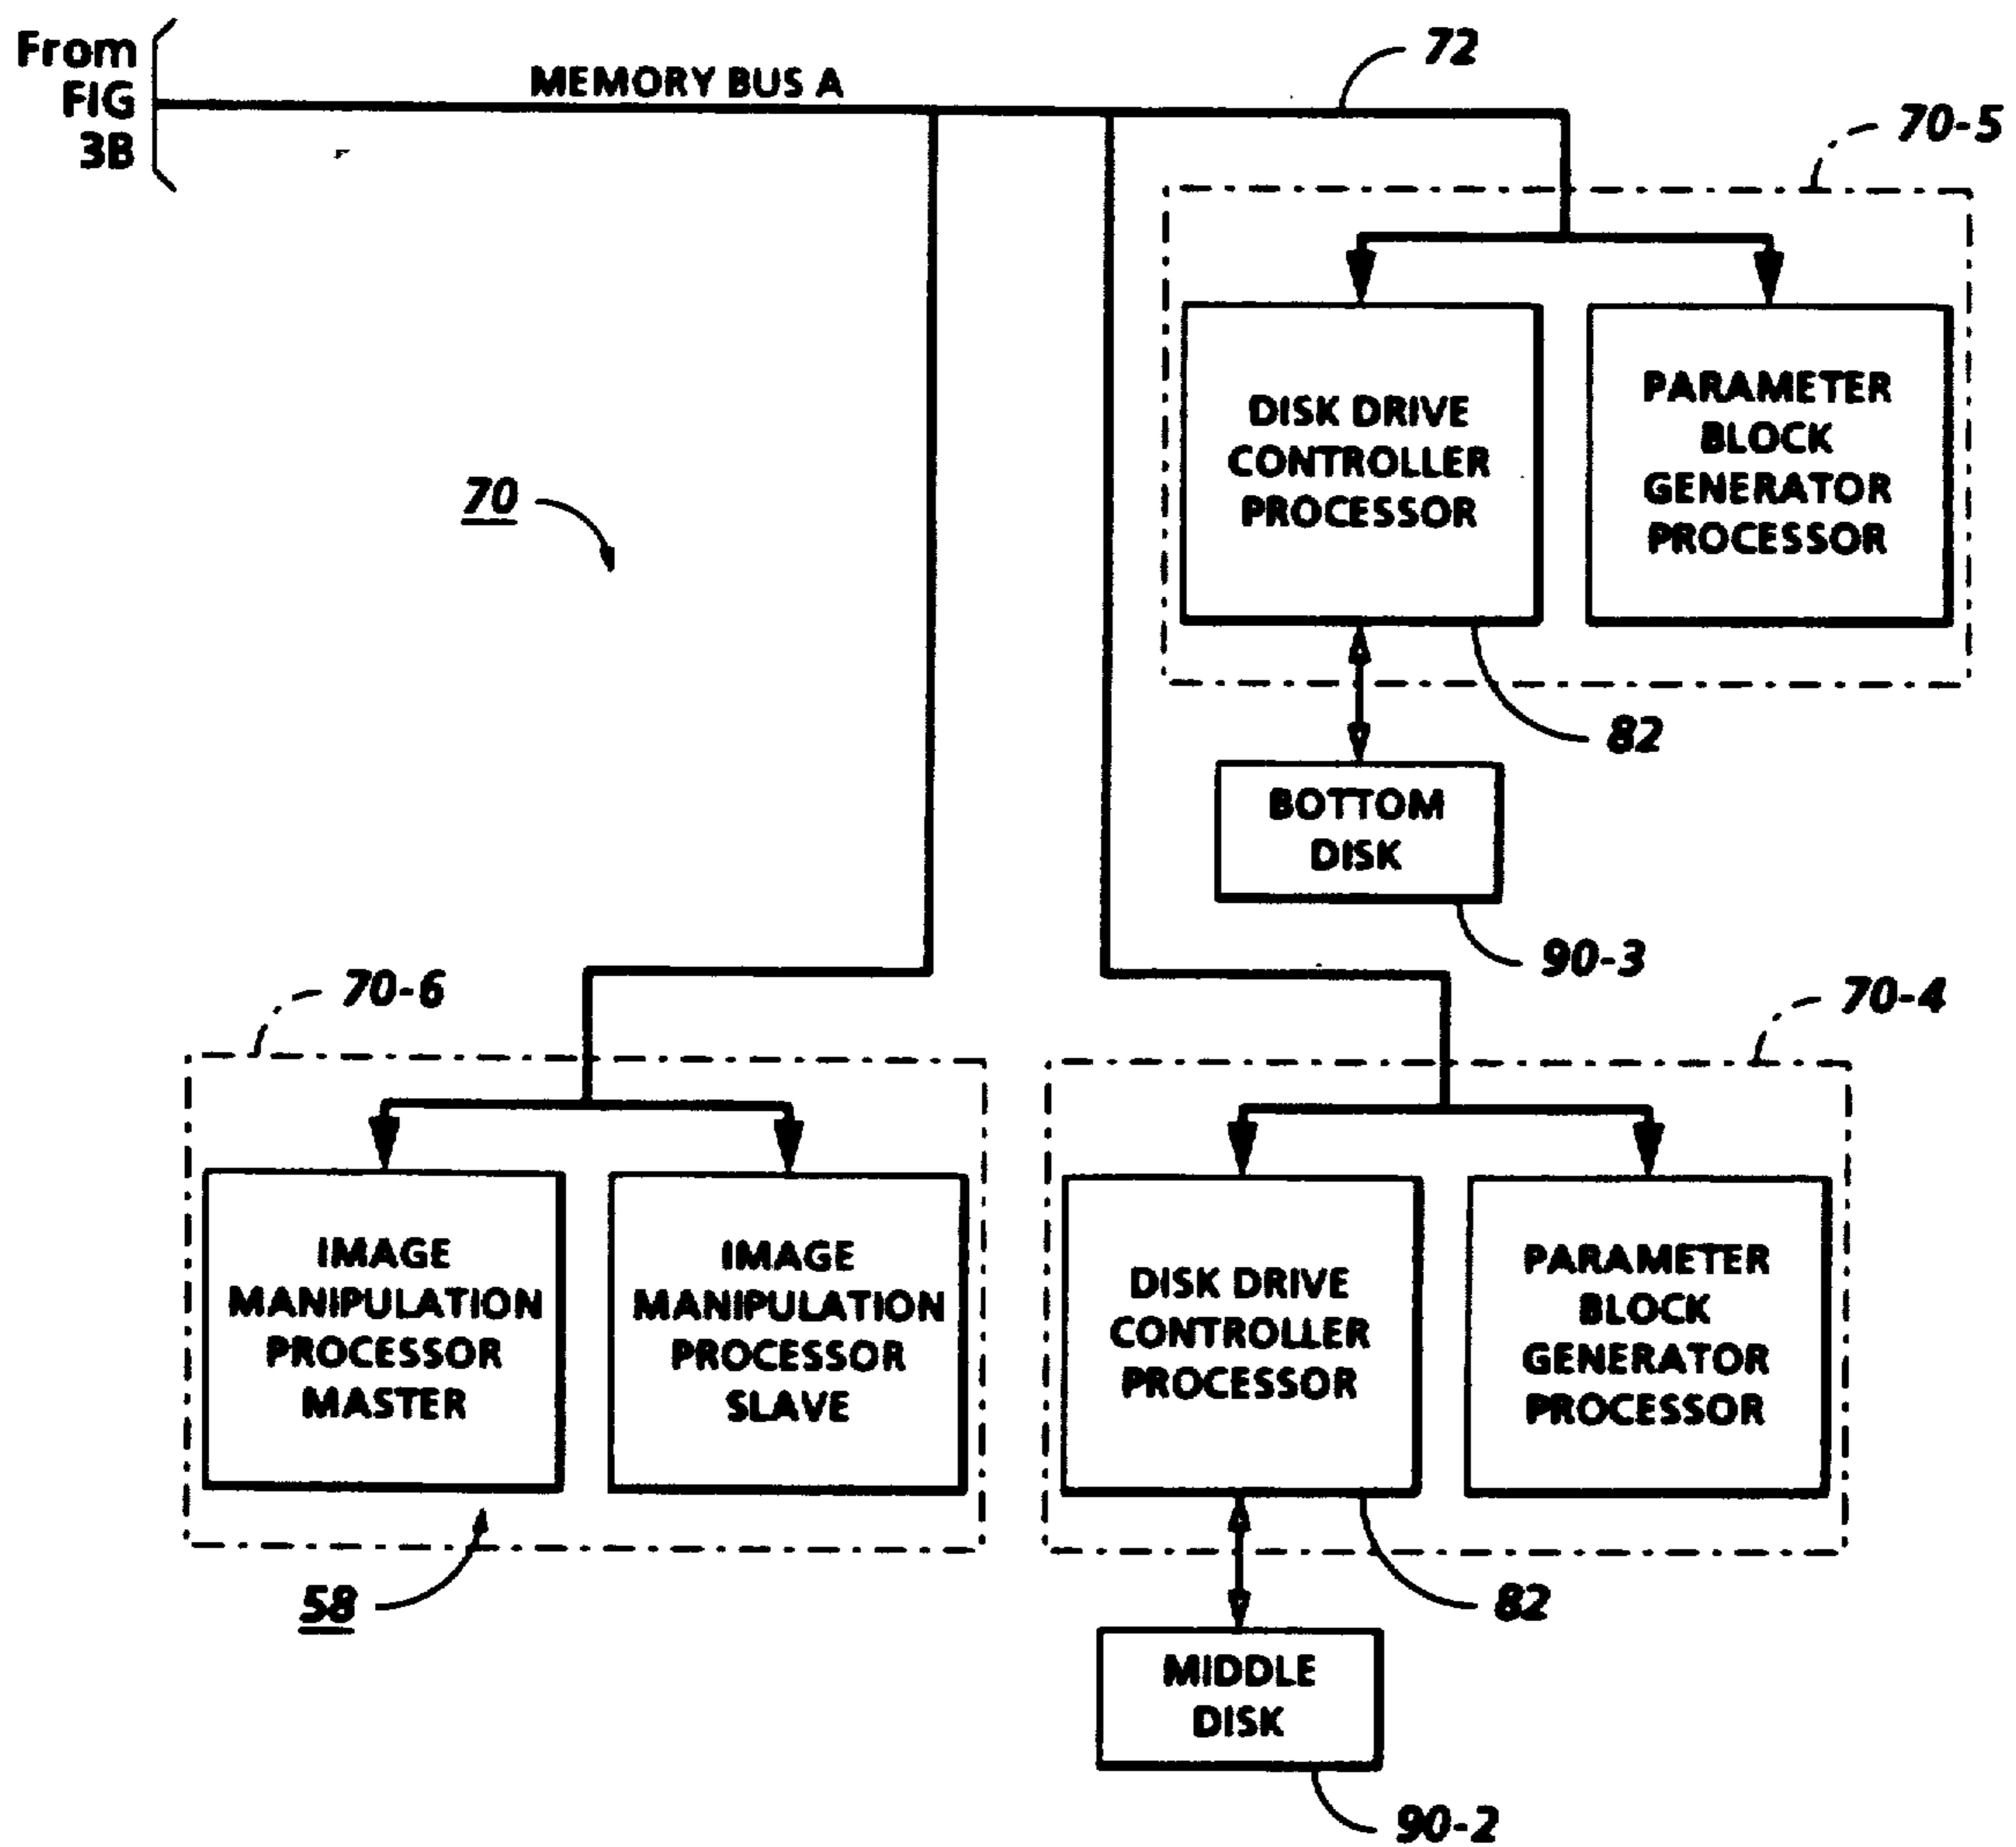 From
FIG
3B
MEMORY BUS A
72
70-5
DISK DRIVE
CONTROLLER
PROCESSOR
PARAMETER
BLOCK
GENERATOR
PROCESSOR
70
82
BOTTOM
DISK
90-3
70-6
70-4
IMAGE
MANIPULATION
PROCESSOR
MASTER
IMAGE
MANIPULATION
PROCESSOR
SLAVE
DISK DRIVE
CONTROLLER
PROCESSOR
PARAMETER
BLOCK
GENERATOR
PROCESSOR
58
82
MIDDLE
DISK
90-2